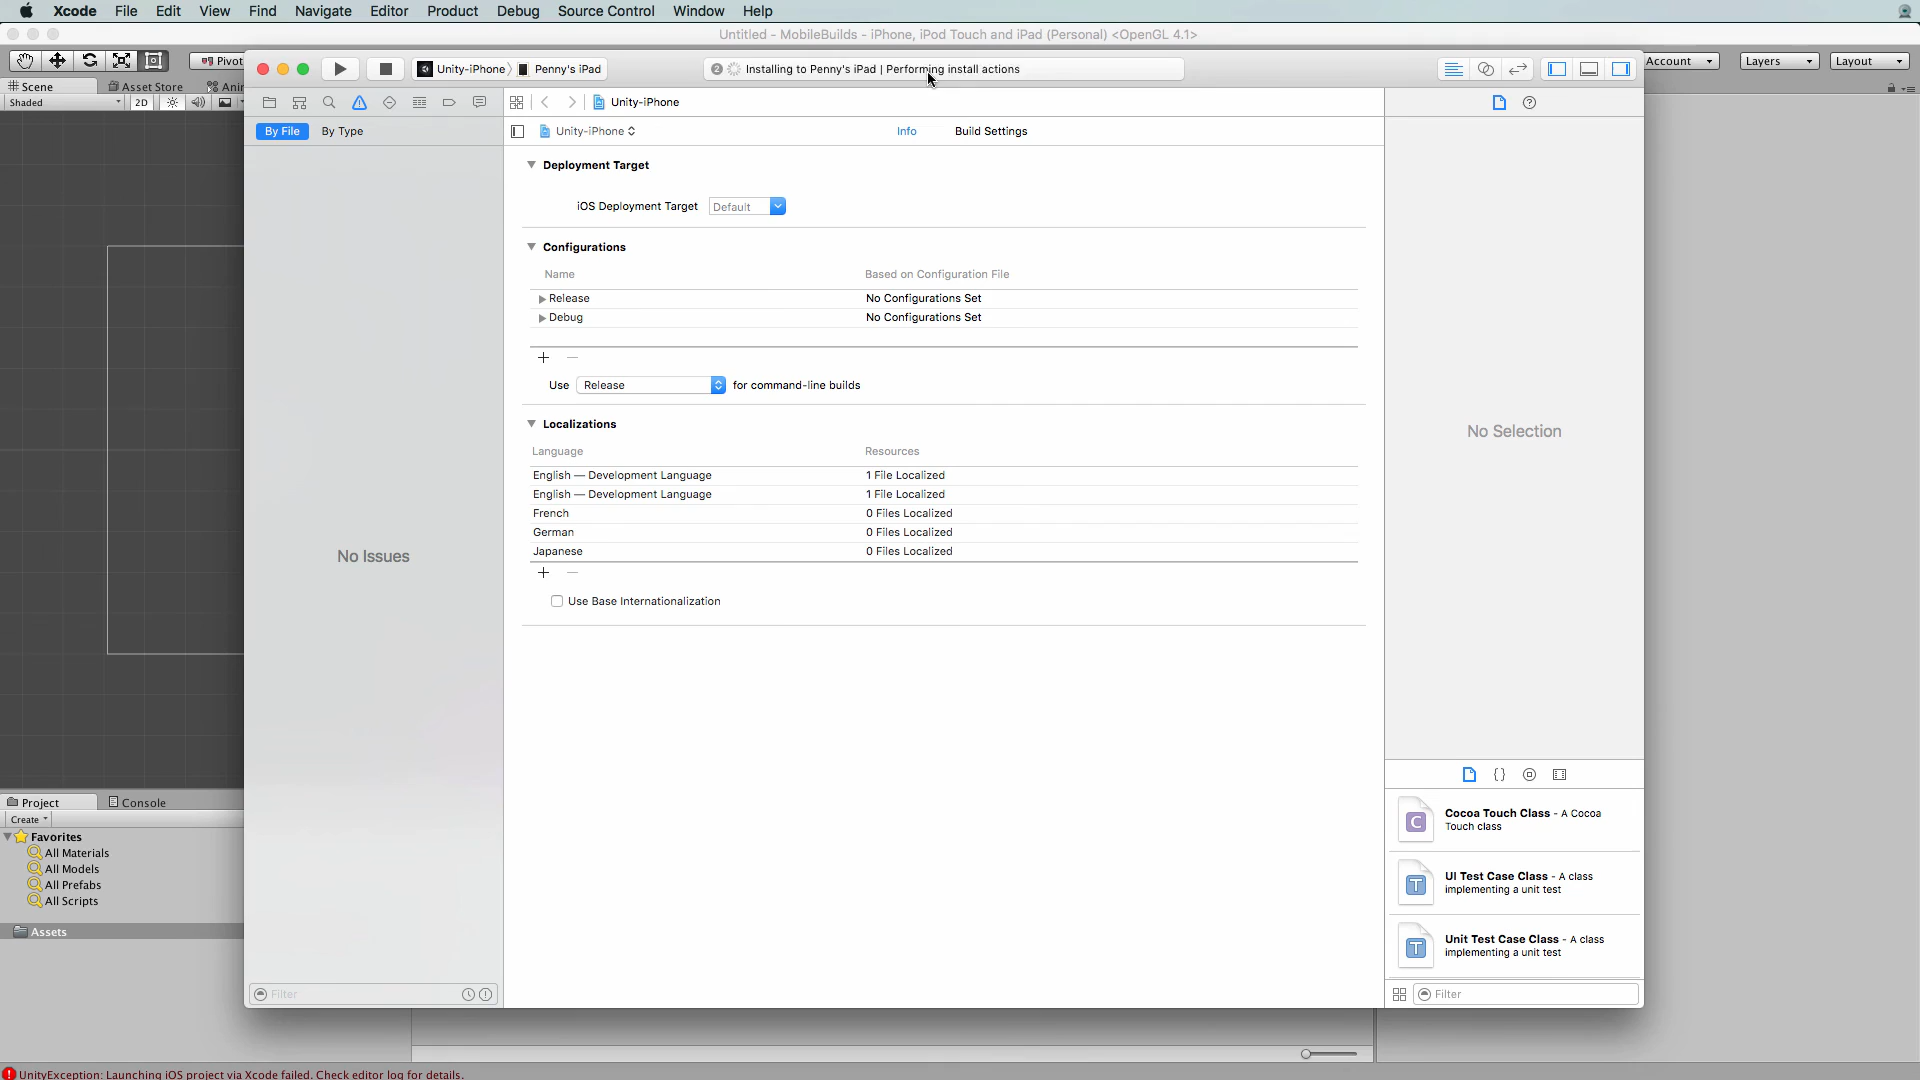 Xcode File Edit View Find Navigate Editor Product Debug Source Control Window Help
Untitled - MobileBuilds - iPhone, iPod Touch and iPad (Personal) <OpenGL 4.1>
Pivot
Unity-iPhone Penny's iPad
2 Installing to Penny's iPad | Performing install actions
Account Layers Layout
Scene Asset Store Ani
Shaded 2D
Unity-iPhone
By File By Type
Unity-iPhone Info Build Settings
Deployment Target
iOS Deployment Target Default
Configurations
Name Based on Configuration File
Release No Configurations Set
Debug No Configurations Set
Use Release for command-line builds
Localizations
Language Resources
English — Development Language 1 File Localized
English — Development Language 1 File Localized
French 0 Files Localized
German 0 Files Localized
Japanese 0 Files Localized
Use Base Internationalization
No Issues
No Selection
Project Console
Create
Favorites
All Materials
All Models
All Prefabs
All Scripts
Assets
Cocoa Touch Class - A Cocoa
Touch class
UI Test Case Class - A class
implementing a unit test
Unit Test Case Class - A class
implementing a unit test
Filter
Filter
UnityException: Launching iOS project via Xcode failed. Check editor log for details.